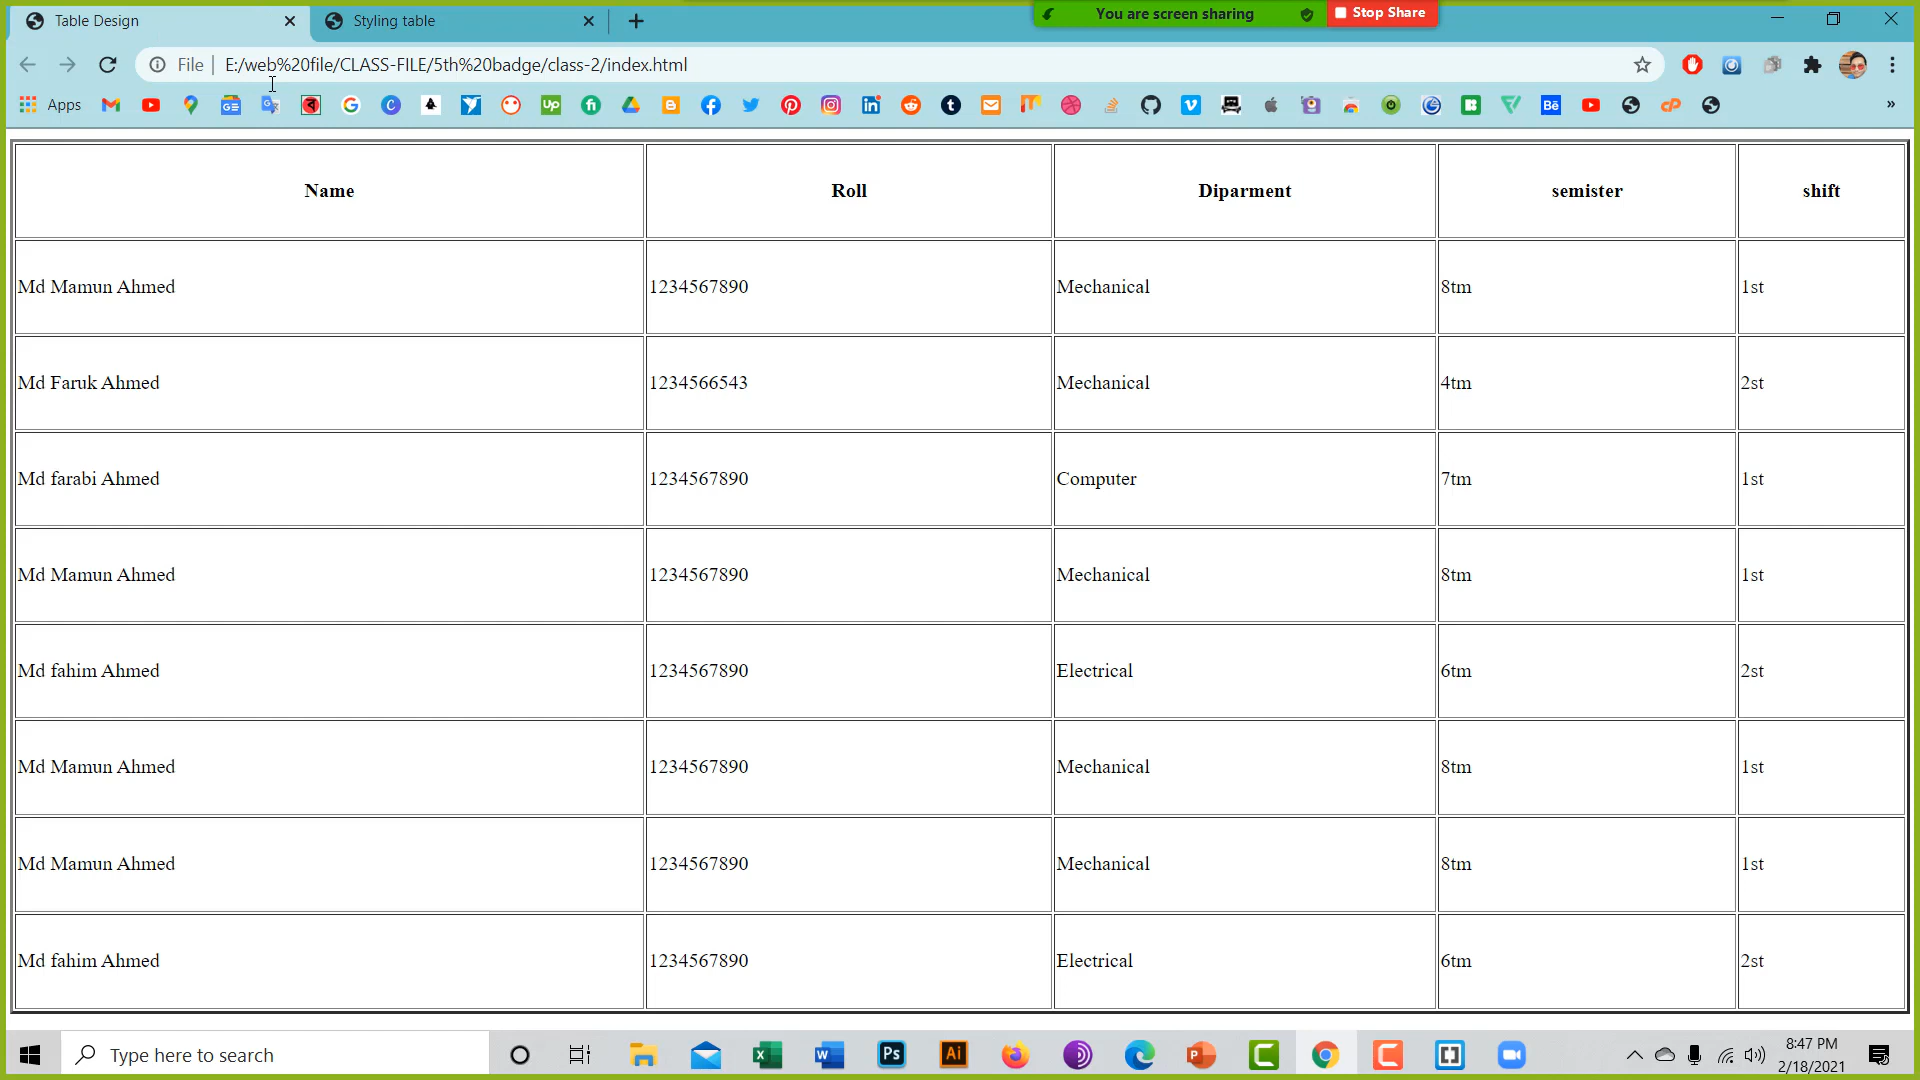 Table Design
Styling table
You are screen sharing
Stop Share
File
E:/web%20file/CLASS-FILE/5th%20badge/class-2/index.html
Apps
Name Roll Diparment semister shift
Md Mamun Ahmed 1234567890 Mechanical 8tm 1st
Md Faruk Ahmed 1234566543 Mechanical 4tm 2st
Md farabi Ahmed 1234567890 Computer 7tm 1st
Md Mamun Ahmed 1234567890 Mechanical 8tm 1st
Md fahim Ahmed 1234567890 Electrical 6tm 2st
Md Mamun Ahmed 1234567890 Mechanical 8tm 1st
Md Mamun Ahmed 1234567890 Mechanical 8tm 1st
Md fahim Ahmed 1234567890 Electrical 6tm 2st
Type here to search
8:47 PM
2/18/2021